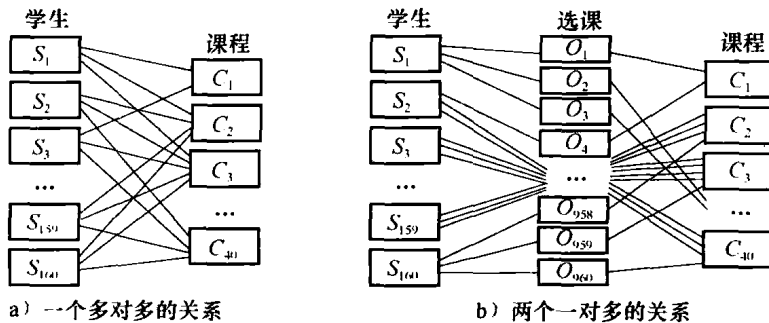 学生
课程
S₁
S₂
S₃
...
S₁₅₉
S₁₆₀
C₁
C₂
C₃
...
C₄₀
a）一个多对多的关系
学生
选课
课程
S₁
S₂
S₃
...
S₁₅₉
S₁₆₀
O₁
O₂
O₃
O₄
...
O₉₅₈
O₉₅₉
O₉₆₀
C₁
C₂
C₃
...
C₄₀
b）两个一对多的关系